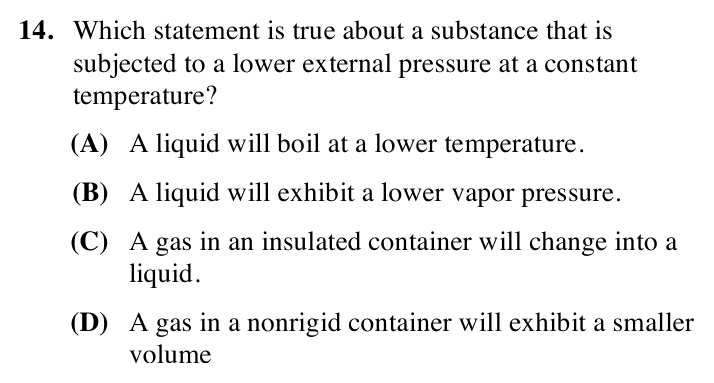 14. Which statement is true about a substance that is
subjected to a lower external pressure at a constant
temperature?
(A) A liquid will boil at a lower temperature.
(B) A liquid will exhibit a lower vapor pressure.
(C) A gas in an insulated container will change into a
liquid.
(D) A gas in a nonrigid container will exhibit a smaller
volume